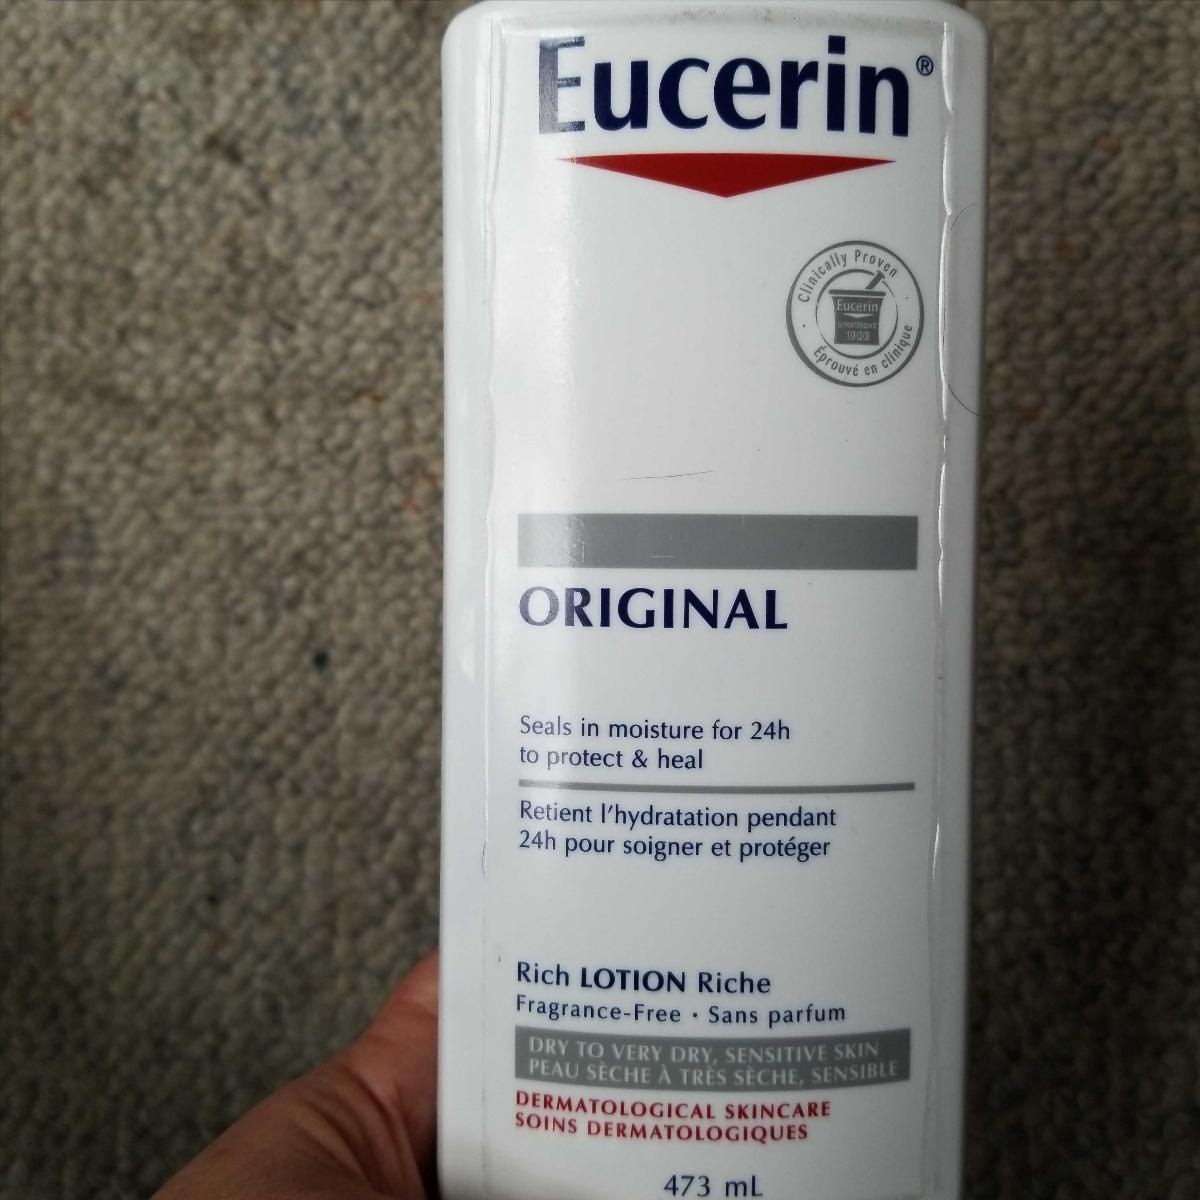 Eucerin®
Clinically Proven
Eucerin
1900
Éprouvé en clinique
ORIGINAL
Seals in moisture for 24h
to protect & heal
Retient l'hydratation pendant
24h pour soigner et protéger
Rich LOTION Riche
Fragrance-Free · Sans parfum
DRY TO VERY DRY, SENSITIVE SKIN
PEAU SÈCHE À TRÈS SÈCHE, SENSIBLE
DERMATOLOGICAL SKINCARE
SOINS DERMATOLOGIQUES
473 mL